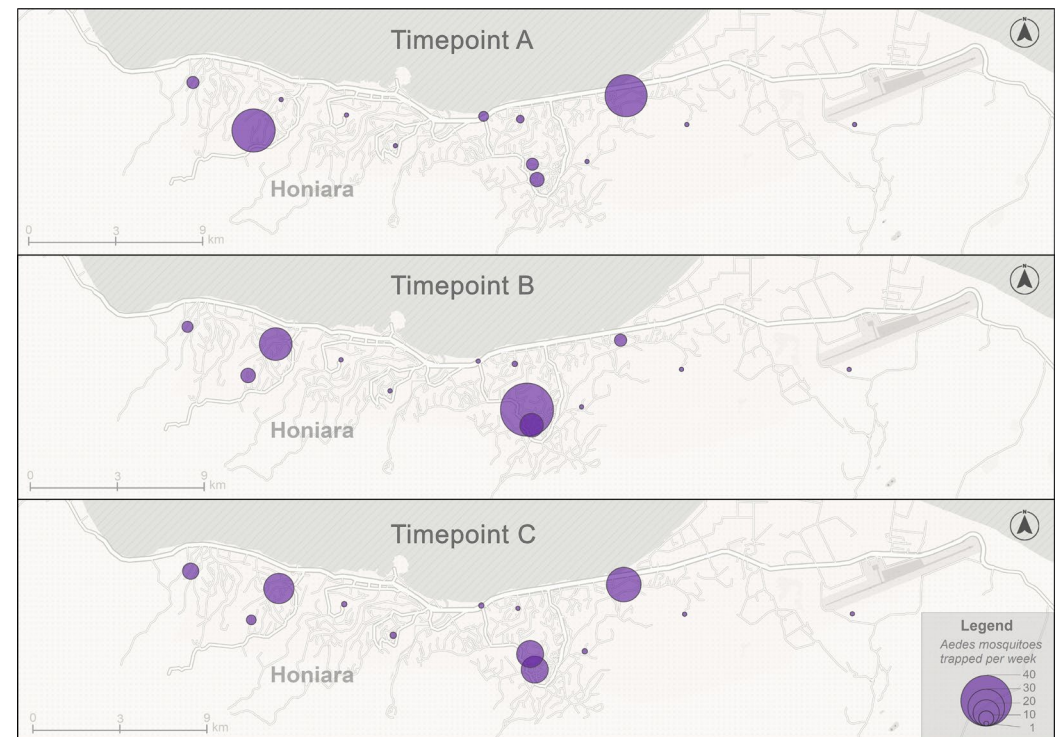 Timepoint A
N
Honiara
0 3 9
km
Timepoint B
N
Honiara
0 3 9
km
Timepoint C
N
Honiara
0 3 9
km
Legend
Aedes mosquitoes
trapped per week
40
30
20
10
1